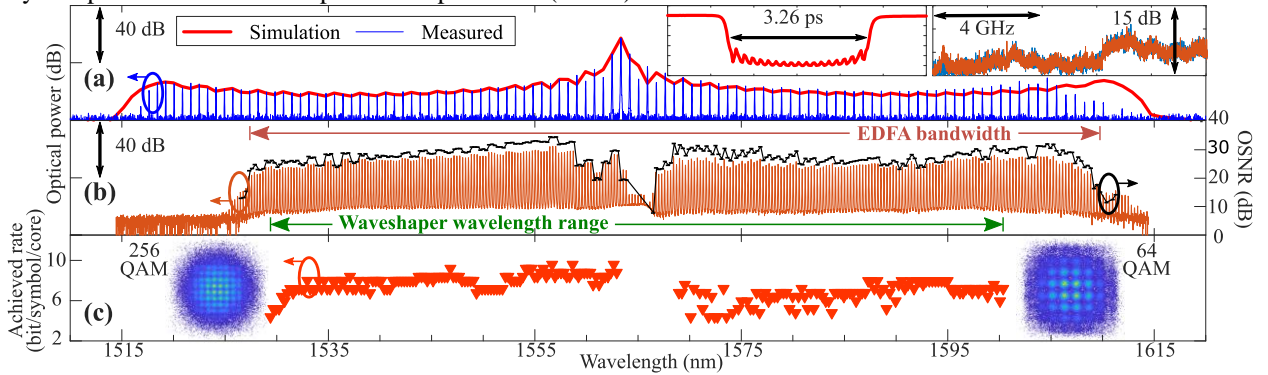 40 dB
Simulation
Measured
3.26 ps
4 GHz
15 dB
(a)
Optical power (dB)
40
40 dB
EDFA bandwidth
30
20
10
0
OSNR (dB)
(b)
Waveshaper wavelength range
Achieved rate
(bit/symbol/core)
10
6
2
256
QAM
64
QAM
(c)
1515
1535
1555
1575
1595
1615
Wavelength (nm)